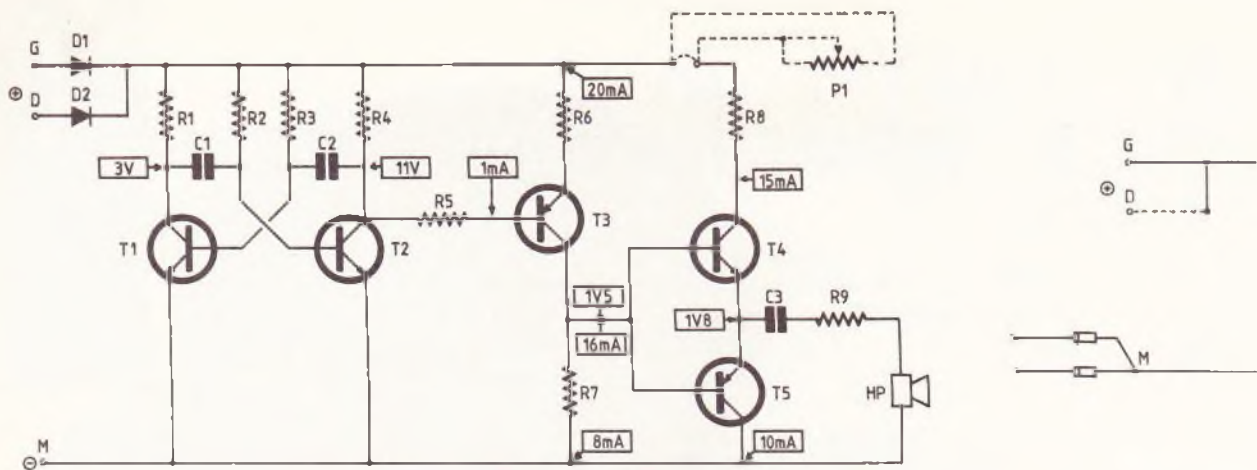 G D1
⊕
D D2
R1 R2 R3 R4
C1 C2
3V 11V
1mA
R5
T1 T2 T3
20mA
R6
P1
R8
15mA
T4
1V5
16mA
1V8
C3 R9
R7
T5
HP
8mA 10mA
⊖ M
G
⊕
D
M